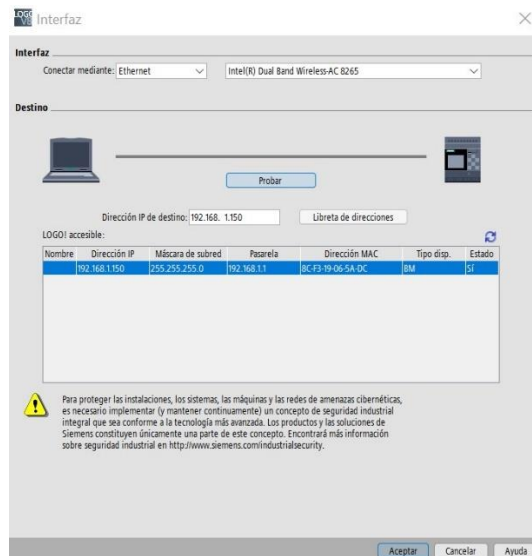 LOGO!
V8
Interfaz
Interfaz
Conectar mediante: Ethernet Intel(R) Dual Band Wireless-AC 8265
Destino
Probar
Dirección IP de destino: 192.168. 1.150 Libreta de direcciones
LOGO! accesible:
Nombre Dirección IP Máscara de subred Pasarela Dirección MAC Tipo disp. Estado
192.168.1.150 255.255.255.0 192.168.1.1 8C-F3-19-06-5A-DC BM Sí
Para proteger las instalaciones, los sistemas, las máquinas y las redes de amenazas cibernéticas,
es necesario implementar (y mantener continuamente) un concepto de seguridad industrial
integral que sea conforme a la tecnología más avanzada. Los productos y las soluciones de
Siemens constituyen únicamente una parte de este concepto. Encontrará más información
sobre seguridad industrial en http://www.siemens.com/industrialsecurity.
Aceptar Cancelar Ayuda